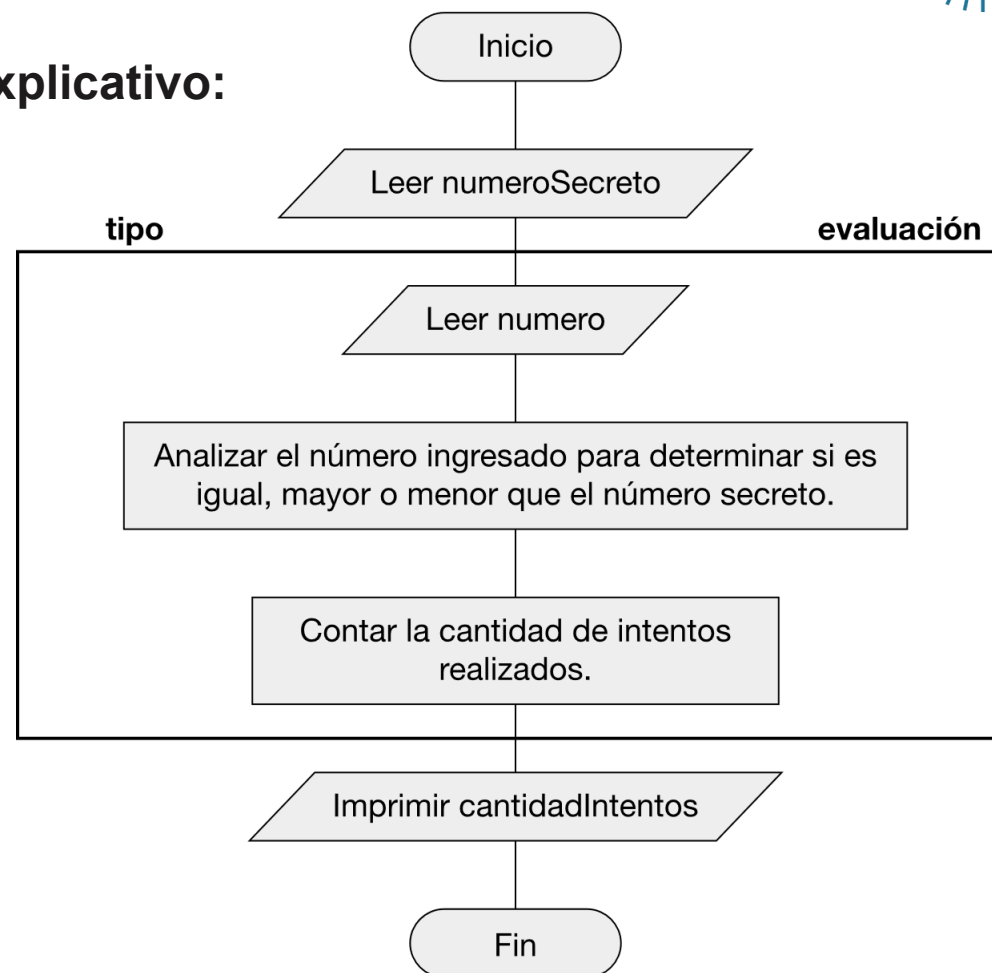 Inicio
xplicativo:
Leer numeroSecreto
tipo
evaluación
Leer numero
Analizar el número ingresado para determinar si es
igual, mayor o menor que el número secreto.
Contar la cantidad de intentos
realizados.
Imprimir cantidadIntentos
Fin